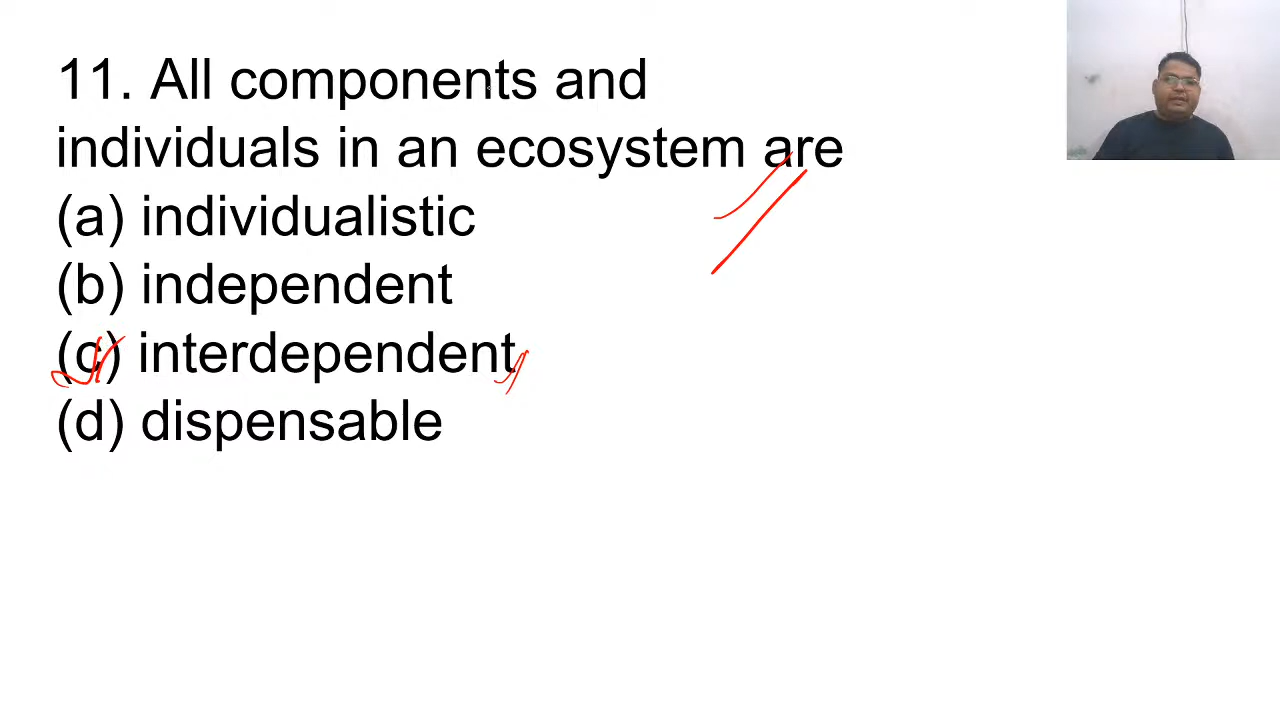 11. All components and
individuals in an ecosystem are
(a) individualistic
(b) independent
(c) interdependent
(d) dispensable